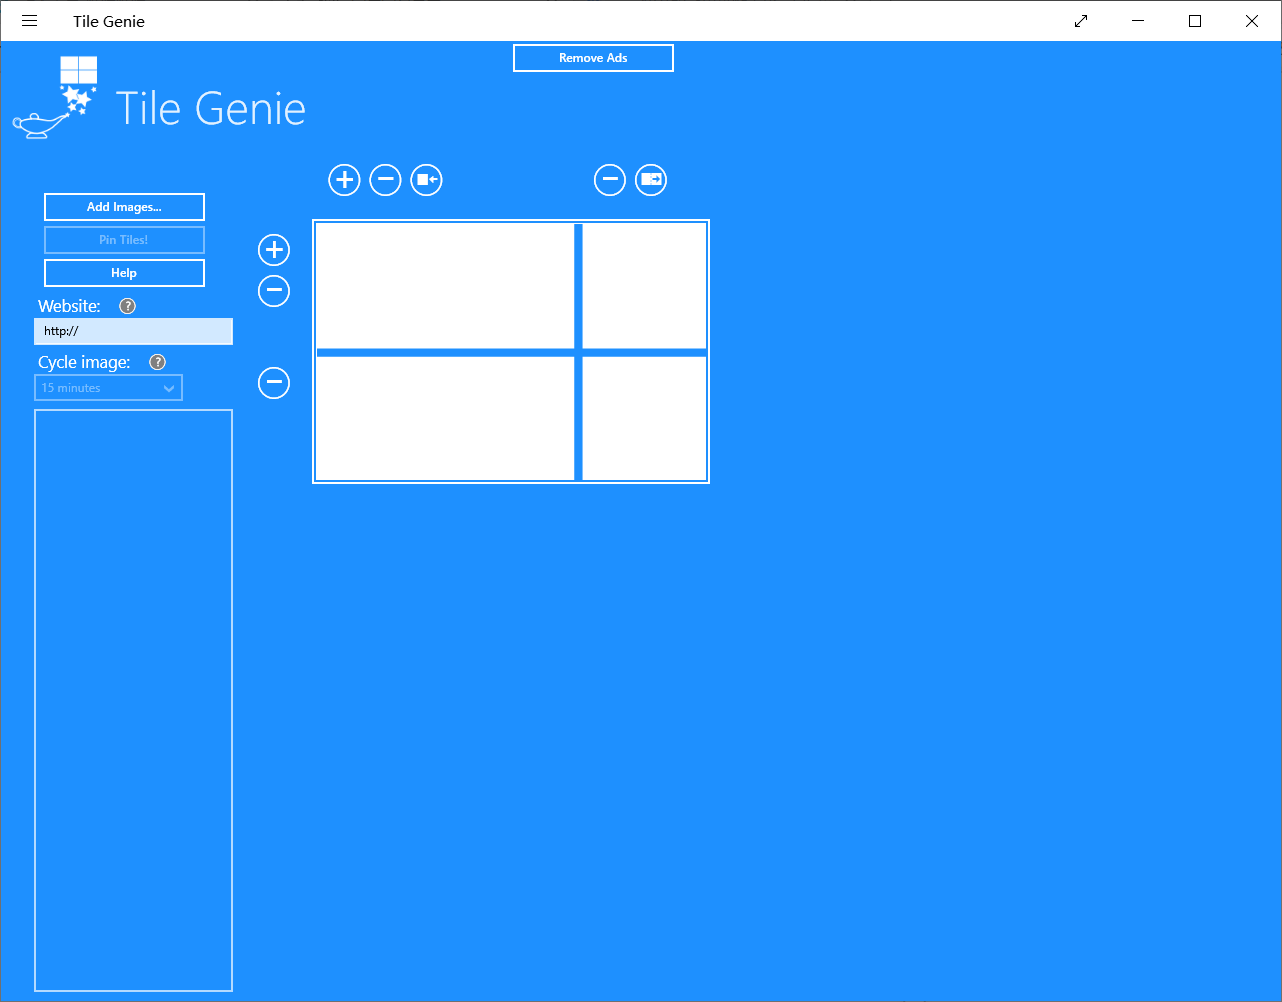 Tile Genie
Remove Ads
Tile Genie
Add Images...
Pin Tiles!
Help
Website: ?
http://
Cycle image: ?
15 minutes